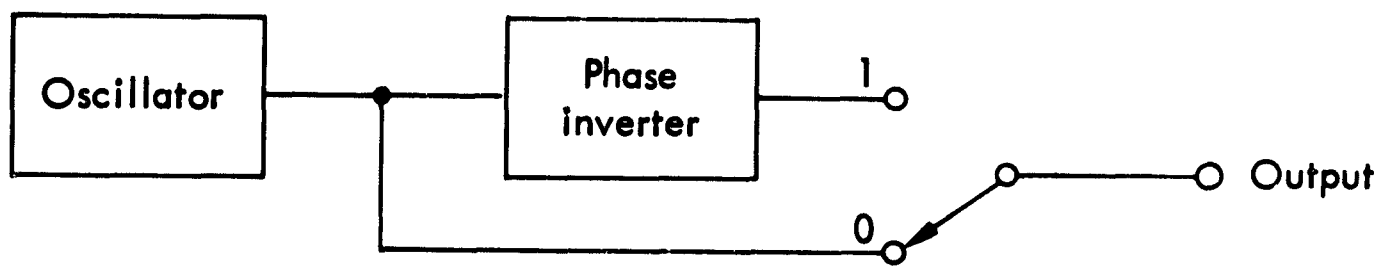 Oscillator
Phase
inverter
1
0
Output